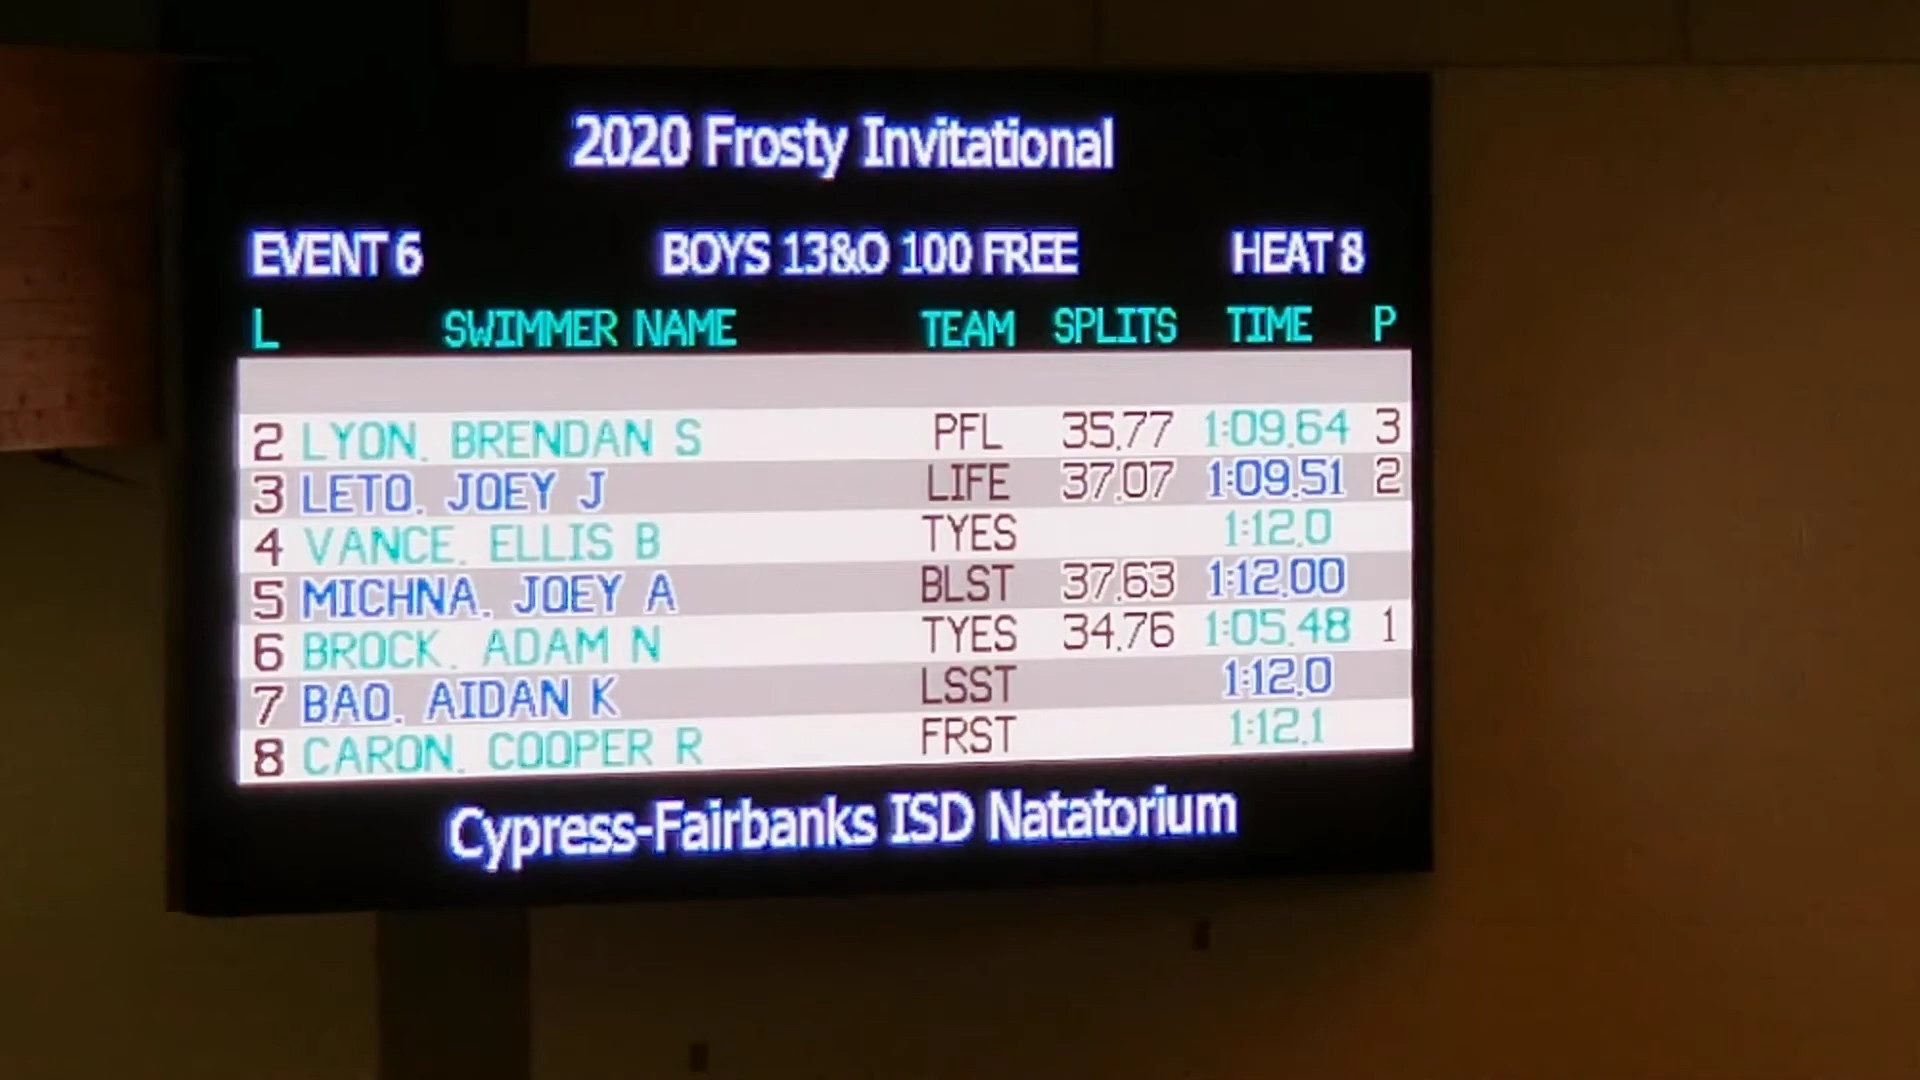 2020 Frosty Invitational
EVENT 6 BOYS 13&O 100 FREE HEAT 8
L SWIMMER NAME TEAM SPLITS TIME P
2 LYON, BRENDAN S PFL 35.77 1:09.64 3
3 LETO, JOEY J LIFE 37.07 1:09.51 2
4 VANCE, ELLIS B TYES 1:12.0
5 MICHNA, JOEY A BLST 37.63 1:12.00
6 BROCK, ADAM N TYES 34.76 1:05.48 1
7 BAO, AIDAN K LSST 1:12.0
8 CARON, COOPER R FRST 1:12.1
Cypress-Fairbanks ISD Natatorium